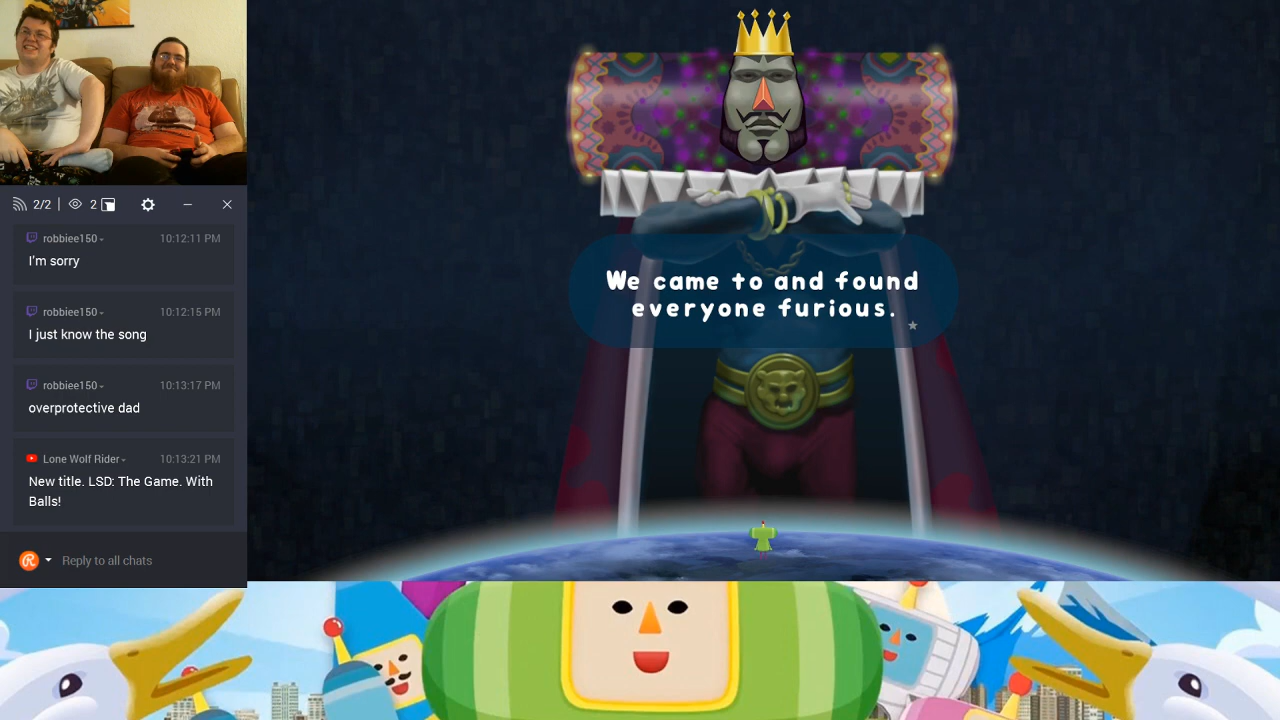 2/2 | 2
robbiee150 10:12:11 PM
I'm sorry
robbiee150 10:12:15 PM
I just know the song
robbiee150 10:13:17 PM
overprotective dad
Lone Wolf Rider 10:13:21 PM
New title. LSD: The Game. With
Balls!
Reply to all chats
We came to and found
everyone furious.